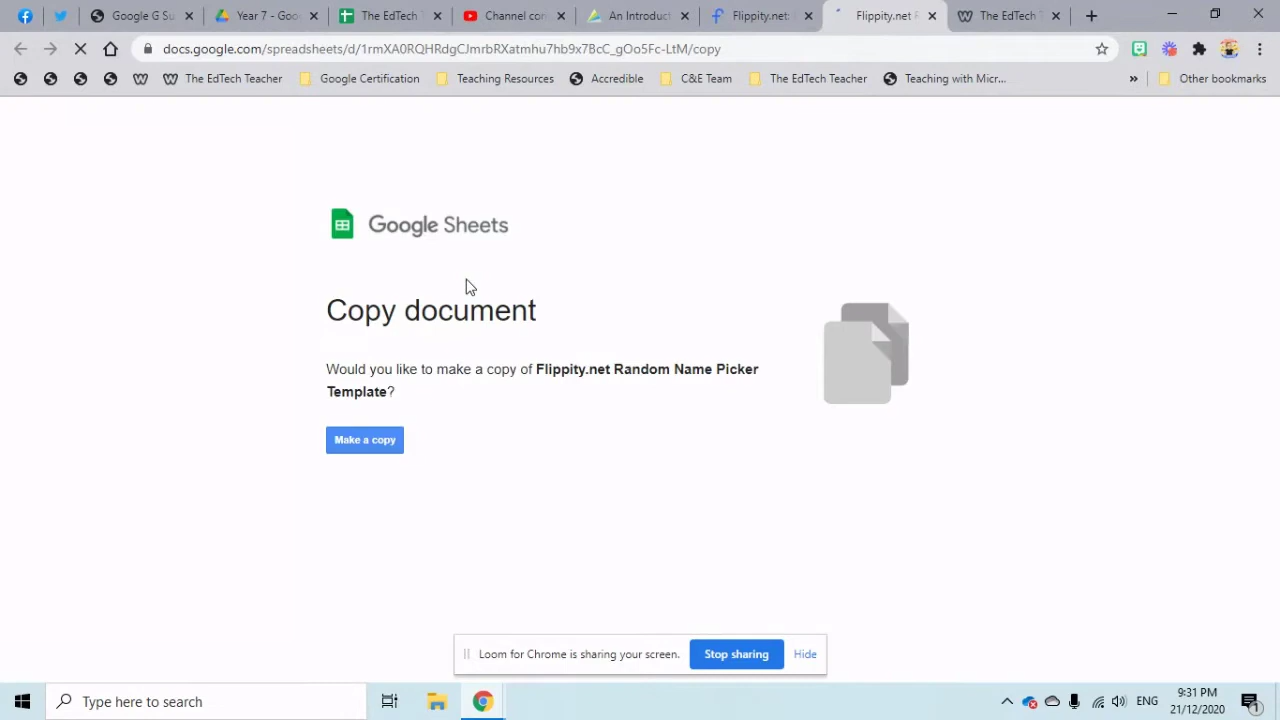 Google G Su
Year 7 - Goo
The EdTech T
Channel con
An Introduct
Flippity.net:
Flippity.net R
The EdTech
docs.google.com/spreadsheets/d/1rmXA0RQHRdgCJmrbRXatmhu7hb9x7BcC_gOo5Fc-LtM/copy
The EdTech Teacher
Google Certification
Teaching Resources
Accredible
C&E Team
The EdTech Teacher
Teaching with Micr...
Other bookmarks
Google Sheets
Copy document
Would you like to make a copy of Flippity.net Random Name Picker
Template?
Make a copy
Loom for Chrome is sharing your screen.
Stop sharing
Hide
Type here to search
ENG
9:31 PM
21/12/2020
1